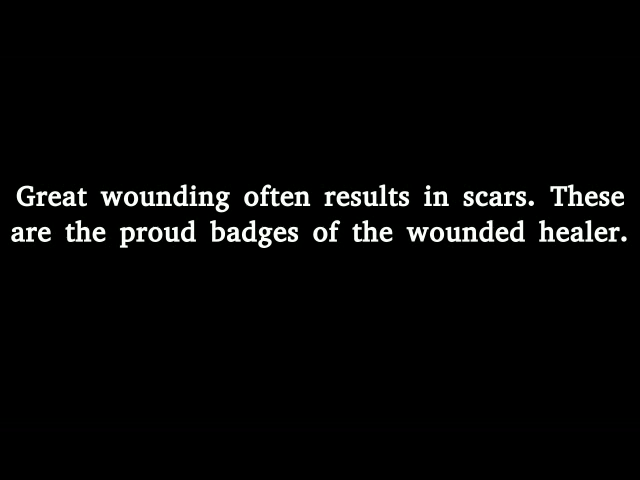 Great wounding often results in scars. These
are the proud badges of the wounded healer.